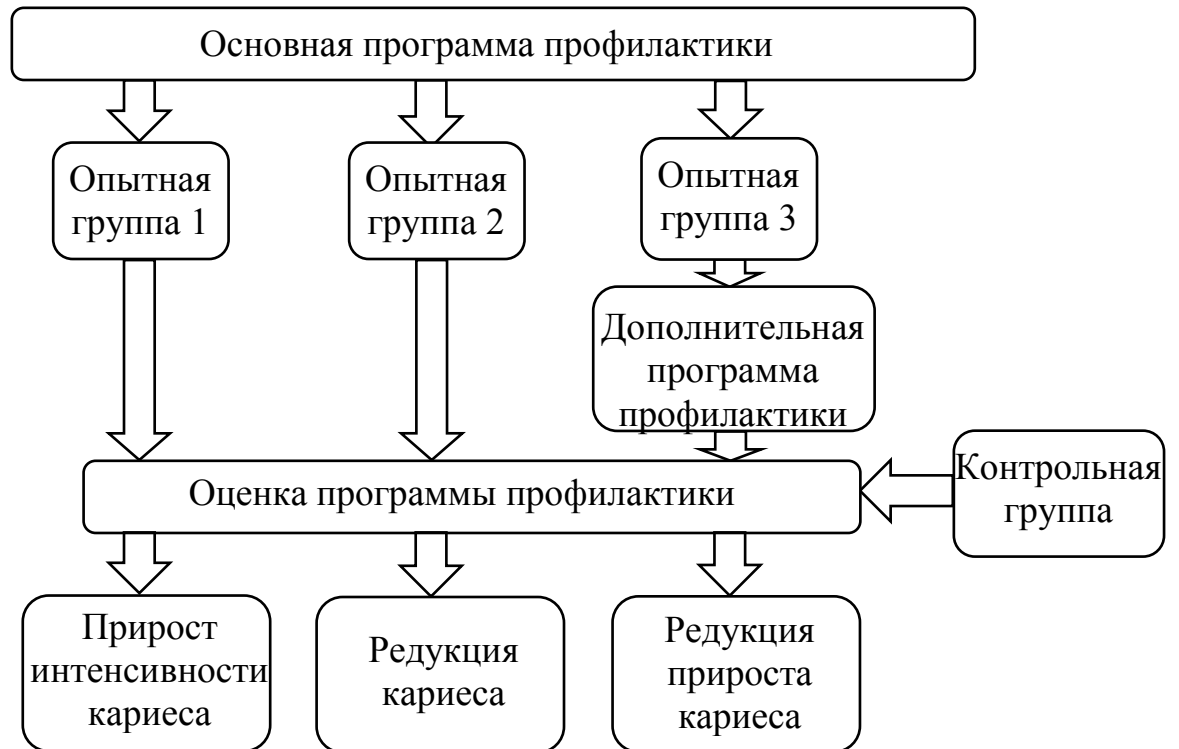 Основная программа профилактики
Опытная
группа 1
Опытная
группа 2
Опытная
группа 3
Дополнительная
программа
профилактики
Оценка программы профилактики
Контрольная
группа
Прирост
интенсивности
кариеса
Редукция
кариеса
Редукция
прироста
кариеса